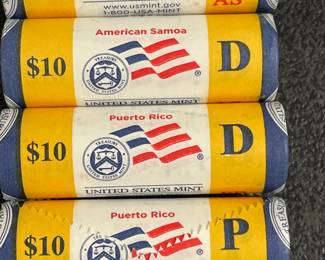 www.usmint.gov
1-800-USA-MINT
AS
American Samoa
$10
D
UNITED STATES MINT
Puerto Rico
$10
D
UNITED STATES MINT
Puerto Rico
$10
P